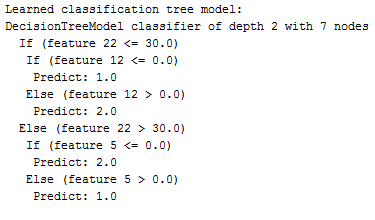 Learned classification tree model:
DecisionTreeModel classifier of depth 2 with 7 nodes
  If (feature 22 <= 30.0)
   If (feature 12 <= 0.0)
    Predict: 1.0
   Else (feature 12 > 0.0)
    Predict: 2.0
  Else (feature 22 > 30.0)
   If (feature 5 <= 0.0)
    Predict: 2.0
   Else (feature 5 > 0.0)
    Predict: 1.0